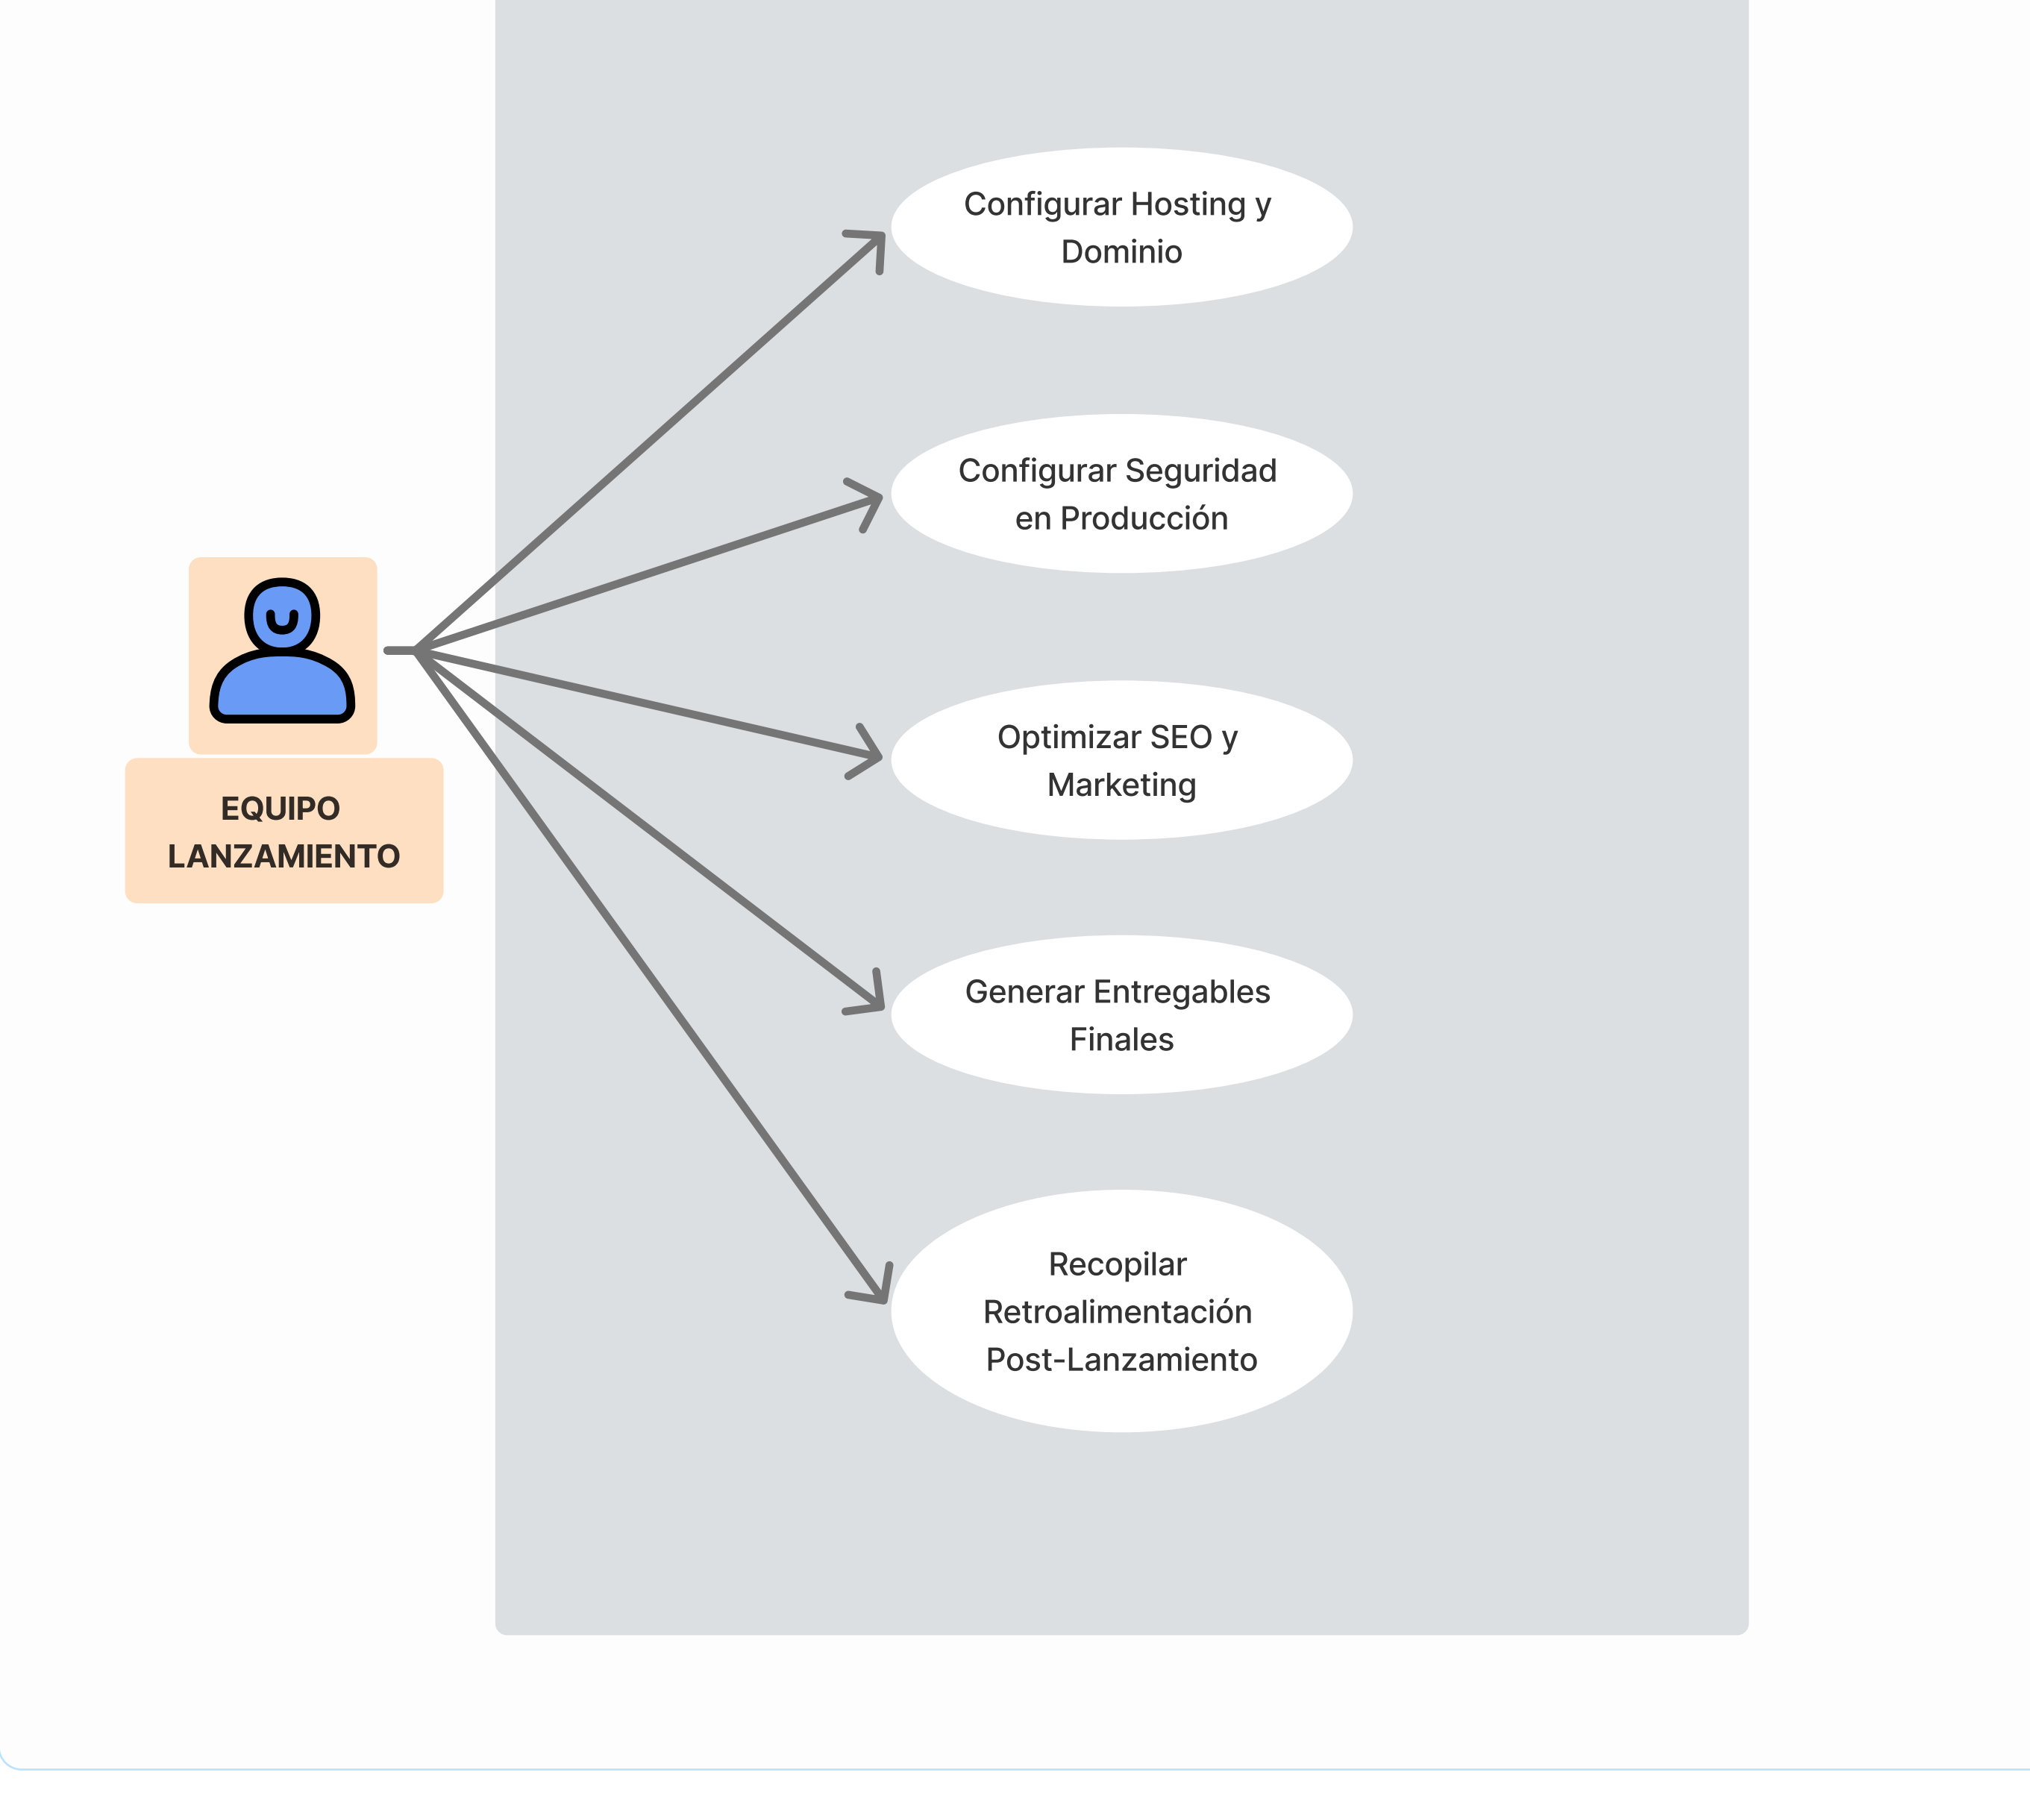 Configurar Hosting y
Dominio
Configurar Seguridad
en Producción
Optimizar SEO y
Marketing
EQUIPO
LANZAMIENTO
Generar Entregables
Finales
Recopilar
Retroalimentación
Post-Lanzamiento